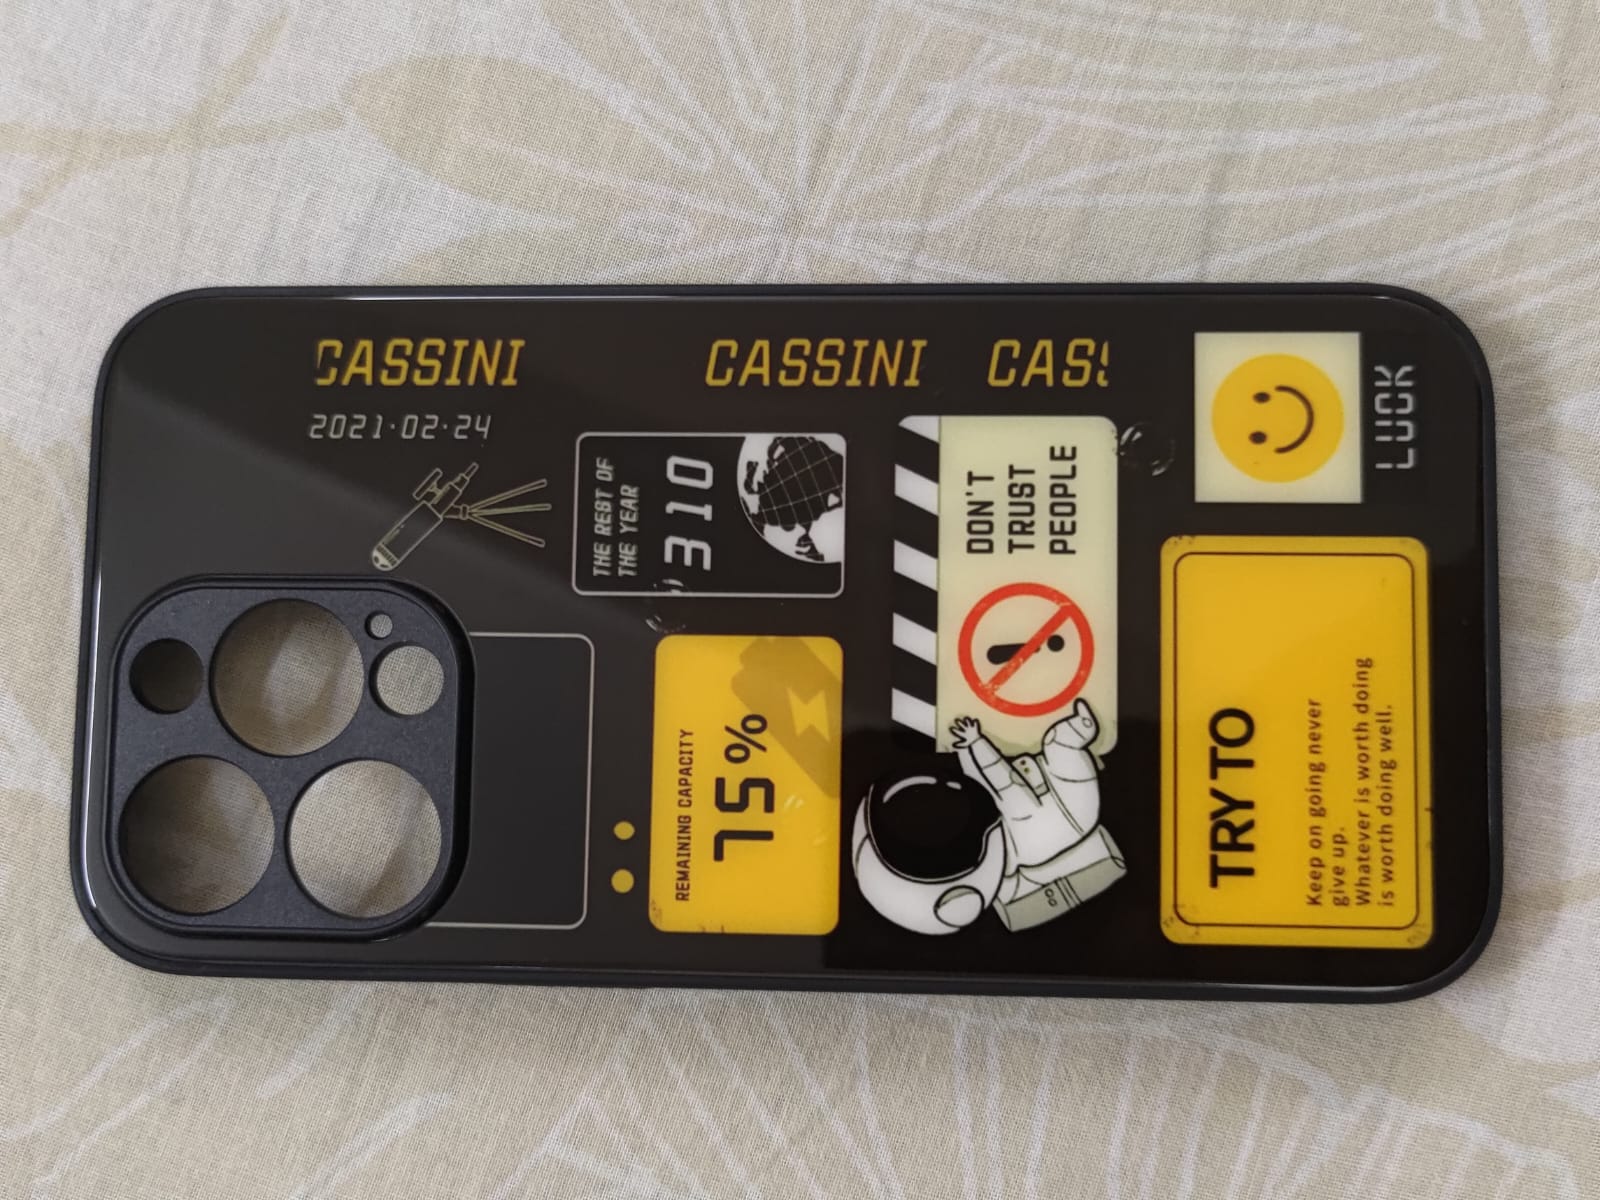 CASSINI
CASSINI
CASS
2021·02·24
THE REST OF
THE YEAR
310
REMAINING CAPACITY
75%
DON'T
TRUST
PEOPLE
LUCK
TRY TO
Keep on going never
give up.
Whatever is worth doing
is worth doing well.